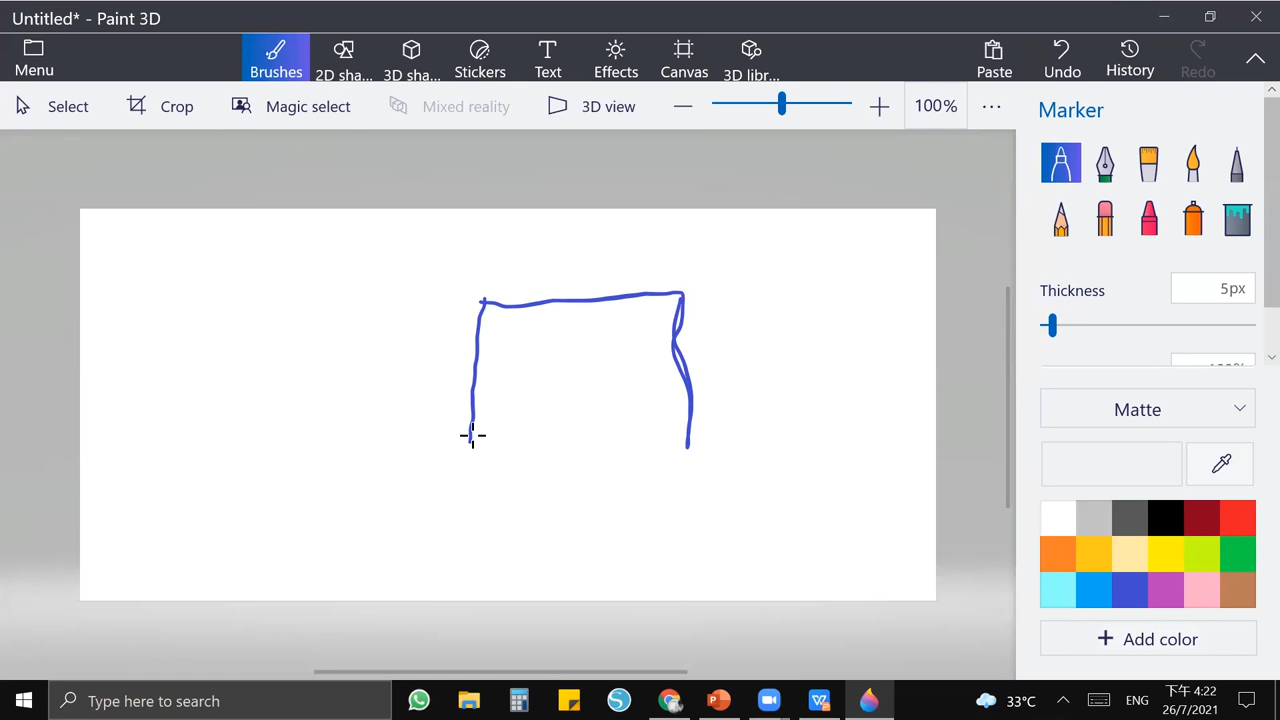 Untitled* - Paint 3D
Menu
Brushes
2D sha...
3D sha...
Stickers
Text
Effects
Canvas
3D libr...
Paste
Undo
History
Redo
Select
Crop
Magic select
Mixed reality
3D view
100%
Marker
Thickness
5px
Matte
Add color
Type here to search
33°C
ENG
下午 4:22
26/7/2021